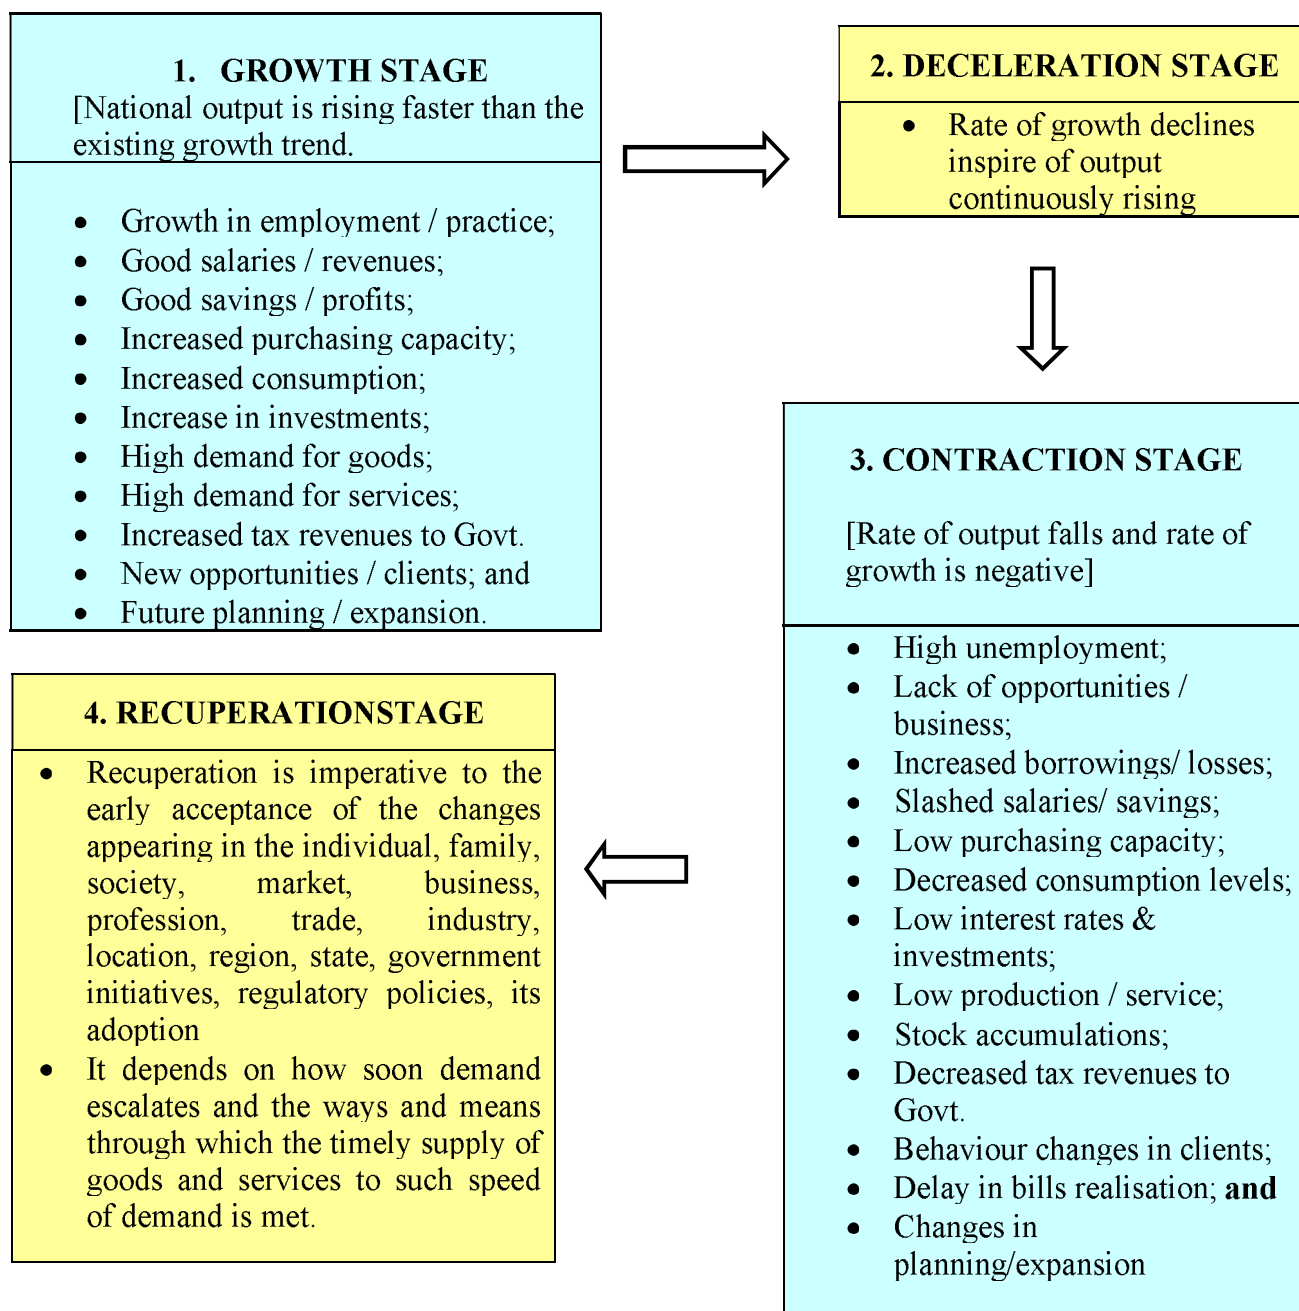 1. GROWTH STAGE
[National output is rising faster than the
existing growth trend.
• Growth in employment / practice;
• Good salaries / revenues;
• Good savings / profits;
• Increased purchasing capacity;
• Increased consumption;
• Increase in investments;
• High demand for goods;
• High demand for services;
• Increased tax revenues to Govt.
• New opportunities / clients; and
• Future planning / expansion.
2. DECELERATION STAGE
• Rate of growth declines
inspire of output
continuously rising
3. CONTRACTION STAGE
[Rate of output falls and rate of
growth is negative]
• High unemployment;
• Lack of opportunities /
business;
• Increased borrowings/ losses;
• Slashed salaries/ savings;
• Low purchasing capacity;
• Decreased consumption levels;
• Low interest rates &
investments;
• Low production / service;
• Stock accumulations;
• Decreased tax revenues to
Govt.
• Behaviour changes in clients;
• Delay in bills realisation; and
• Changes in
planning/expansion
4. RECUPERATIONSTAGE
• Recuperation is imperative to the
early acceptance of the changes
appearing in the individual, family,
society, market, business,
profession, trade, industry,
location, region, state, government
initiatives, regulatory policies, its
adoption
• It depends on how soon demand
escalates and the ways and means
through which the timely supply of
goods and services to such speed
of demand is met.